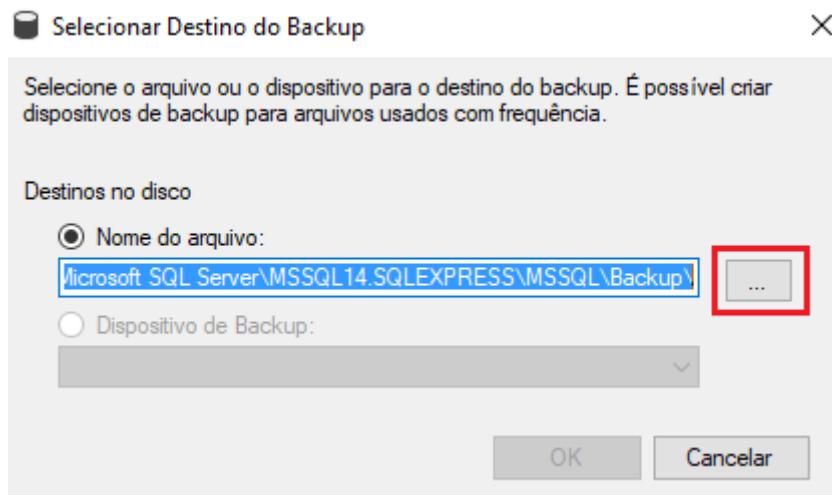 Selecionar Destino do Backup
Selecione o arquivo ou o dispositivo para o destino do backup. É possível criar
dispositivos de backup para arquivos usados com frequência.
Destinos no disco
Nome do arquivo:
Microsoft SQL Server\MSSQL14.SQLEXPRESS\MSSQL\Backup\
...
Dispositivo de Backup:
OK
Cancelar